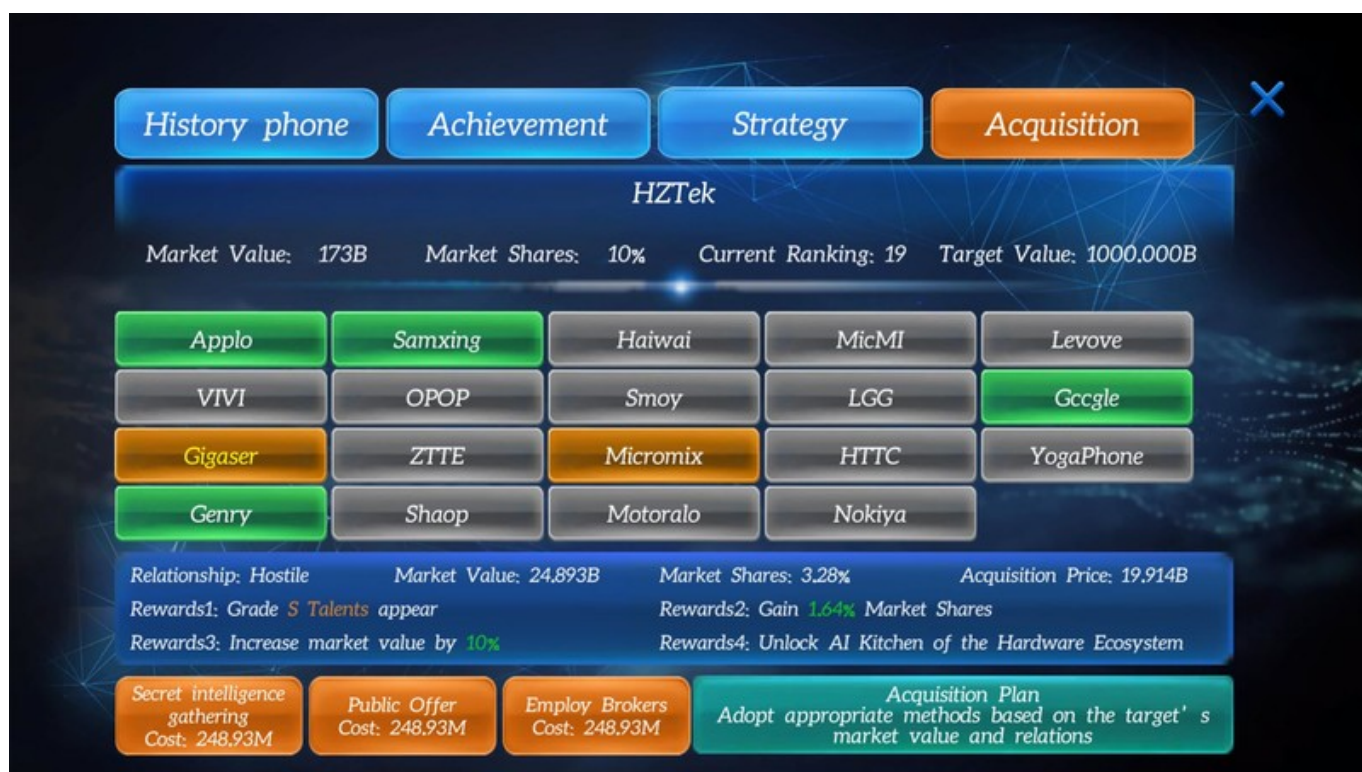 History phone Achievement Strategy Acquisition
HZTek
Market Value: 173B Market Shares: 10% Current Ranking: 19 Target Value: 1000.000B
Applo Samxing Haiwai MicMI Levove
VIVI OPOP Smoy LGG Gccgle
Gigaser ZTTE Micromix HTTC YogaPhone
Genry Shaop Motoralo Nokiya
Relationship: Hostile Market Value: 24.893B Market Shares: 3.28% Acquisition Price: 19.914B
Rewards1: Grade S Talents appear Rewards2: Gain 1.64% Market Shares
Rewards3: Increase market value by 10% Rewards4: Unlock AI Kitchen of the Hardware Ecosystem
Secret intelligence
gathering
Cost: 248.93M
Public Offer
Cost: 248.93M
Employ Brokers
Cost: 248.93M
Acquisition Plan
Adopt appropriate methods based on the target's
market value and relations